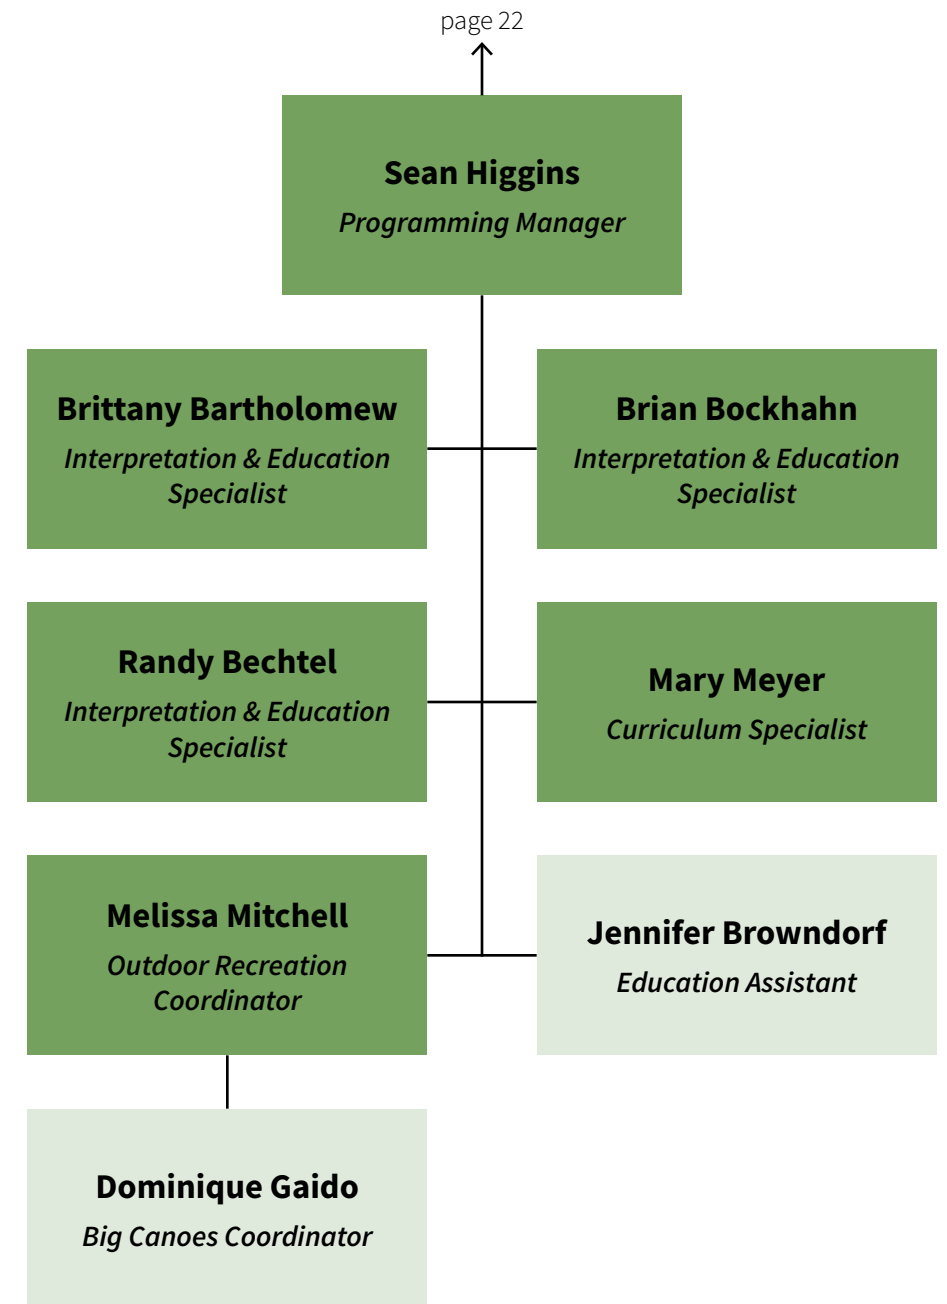 page 22
Sean Higgins
Programming Manager
Brittany Bartholomew
Interpretation & Education
Specialist
Brian Bockhahn
Interpretation & Education
Specialist
Randy Bechtel
Interpretation & Education
Specialist
Mary Meyer
Curriculum Specialist
Melissa Mitchell
Outdoor Recreation
Coordinator
Jennifer Browndorf
Education Assistant
Dominique Gaido
Big Canoes Coordinator